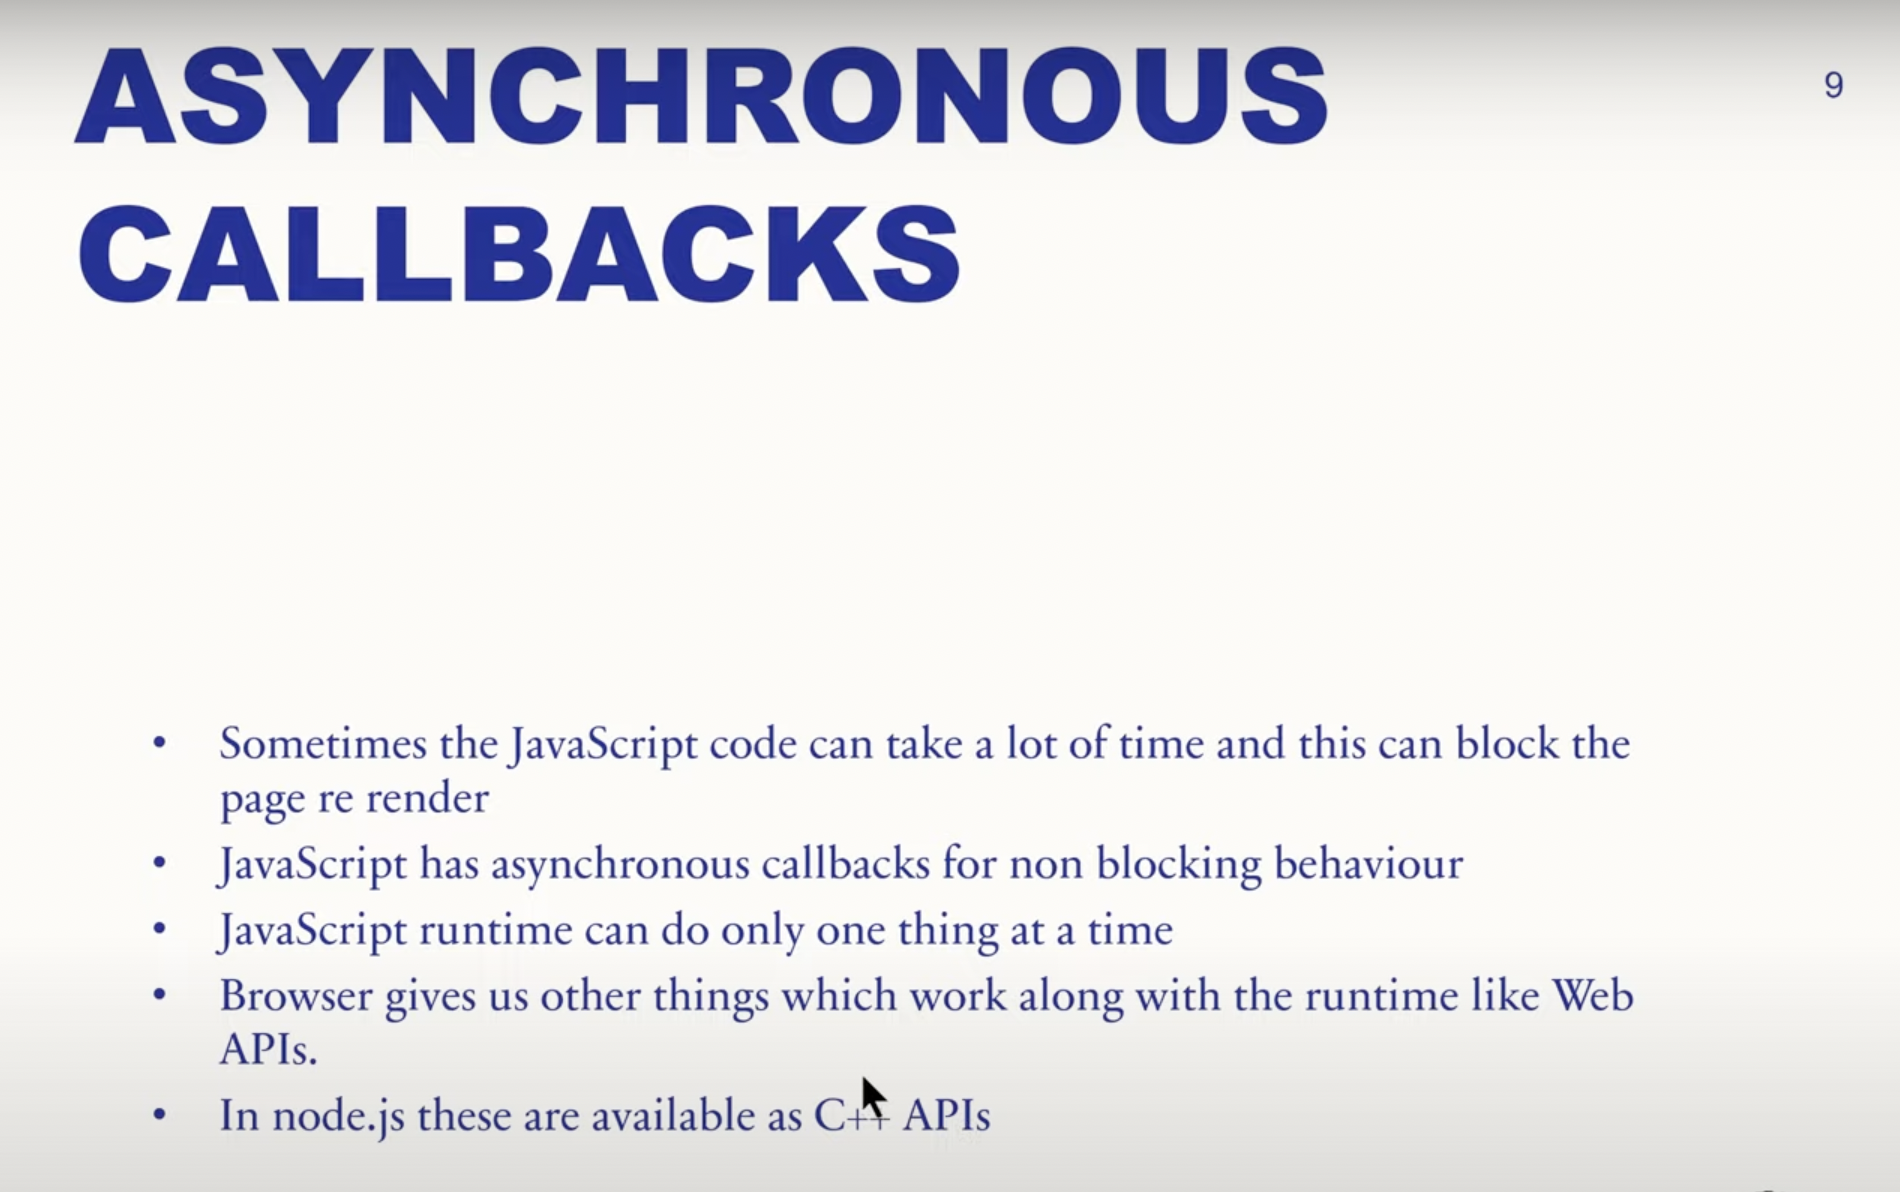 ASYNCHRONOUS
9
CALLBACKS
• Sometimes the JavaScript code can take a lot of time and this can block the
page re render
• JavaScript has asynchronous callbacks for non blocking behaviour
• JavaScript runtime can do only one thing at a time
• Browser gives us other things which work along with the runtime like Web
APIs.
• In node.js these are available as C++ APIs